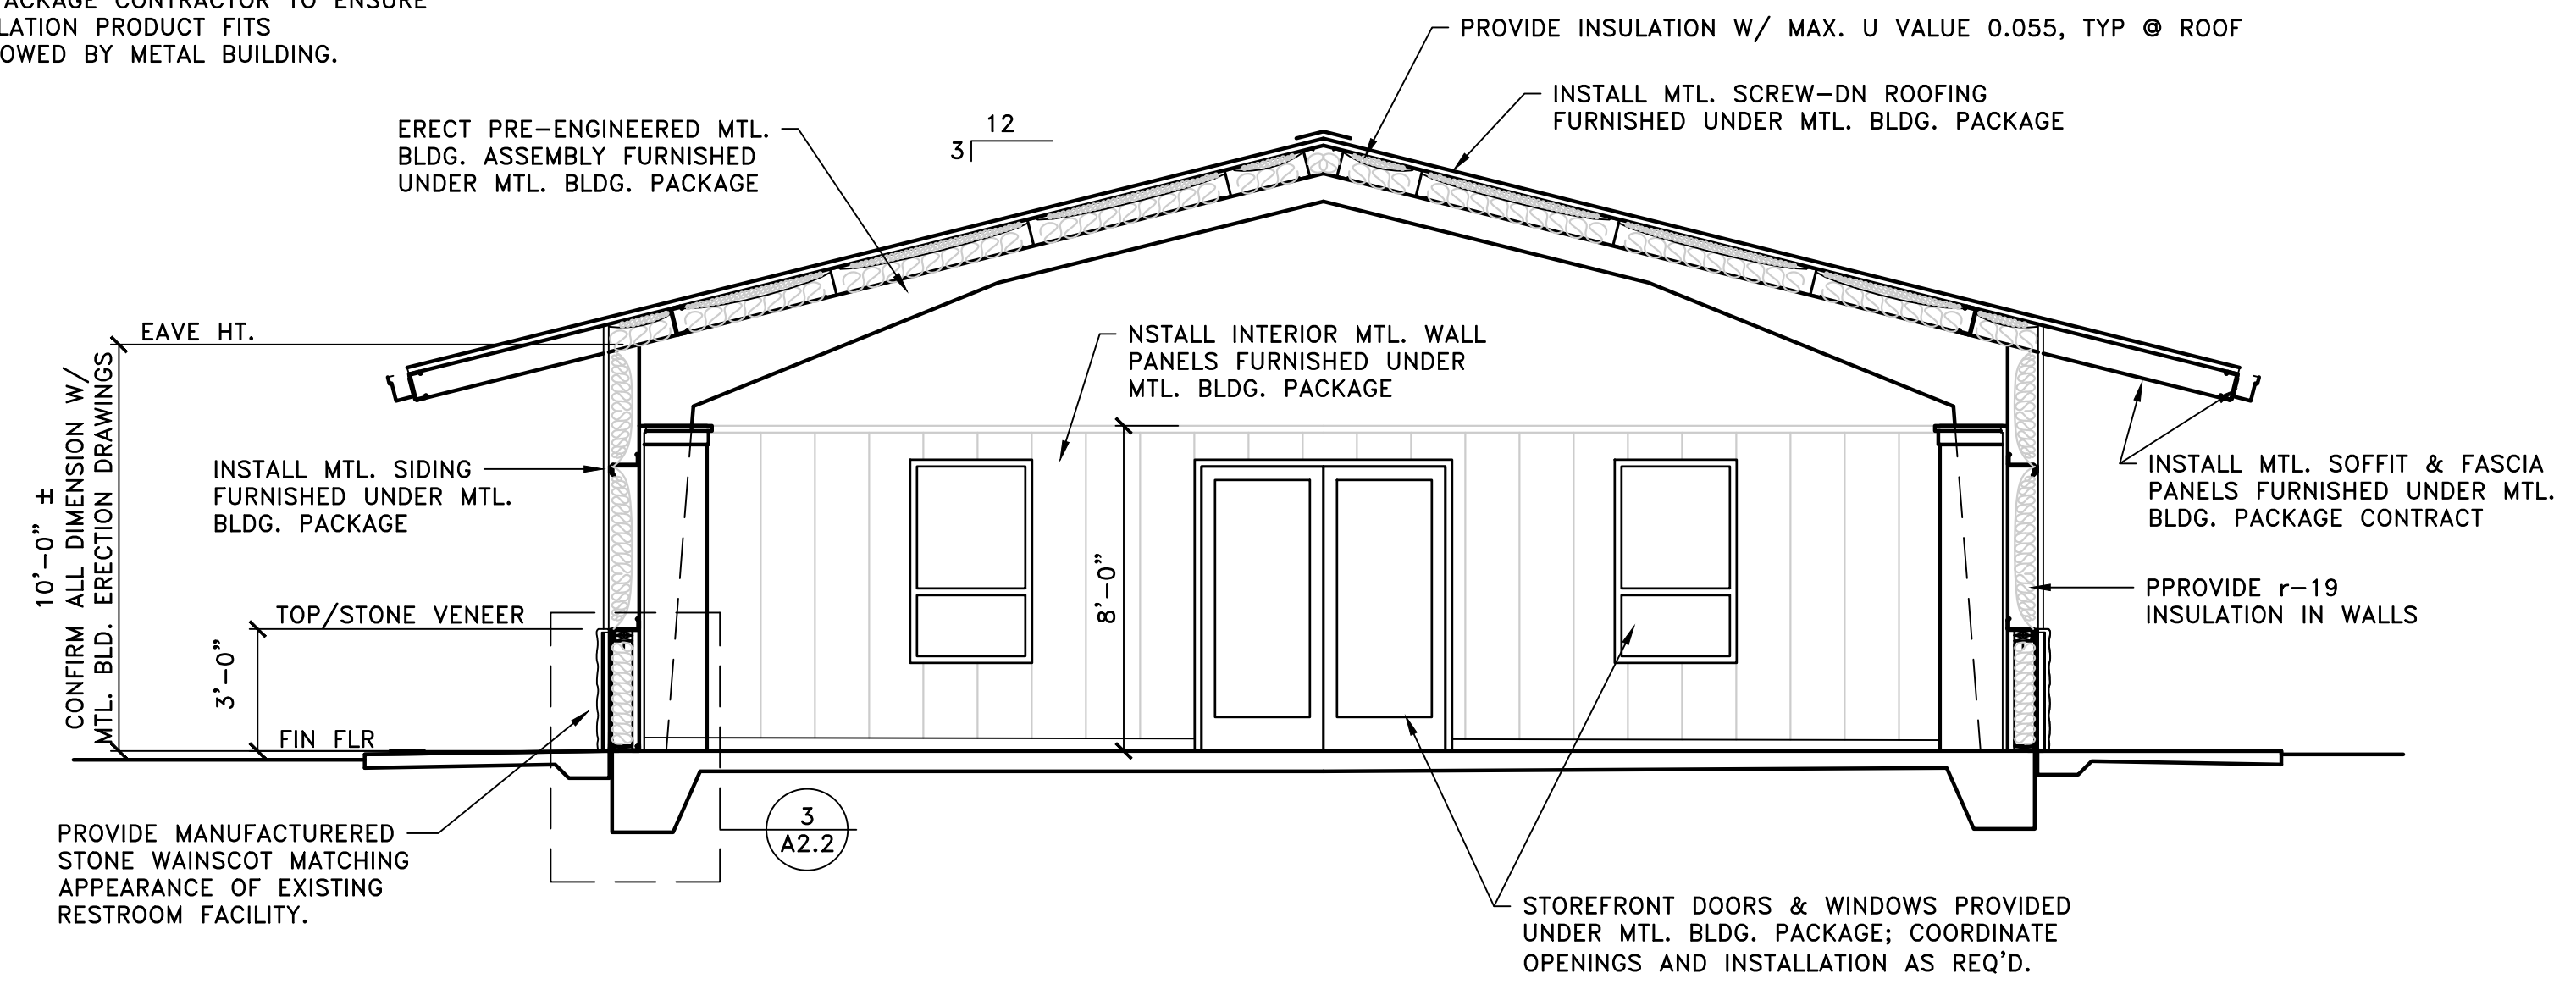 PACKAGE CONTRACTOR TO ENSURE
LATION PRODUCT FITS
OWED BY METAL BUILDING.
PROVIDE INSULATION W/ MAX. U VALUE 0.055, TYP @ ROOF
INSTALL MTL. SCREW-DN ROOFING
FURNISHED UNDER MTL. BLDG. PACKAGE
ERECT PRE-ENGINEERED MTL.
BLDG. ASSEMBLY FURNISHED
UNDER MTL. BLDG. PACKAGE
12
3
EAVE HT.
NSTALL INTERIOR MTL. WALL
PANELS FURNISHED UNDER
MTL. BLDG. PACKAGE
10'-0" ±
CONFIRM ALL DIMENSION W/
MTL. BLD. ERECTION DRAWINGS
INSTALL MTL. SIDING
FURNISHED UNDER MTL.
BLDG. PACKAGE
INSTALL MTL. SOFFIT & FASCIA
PANELS FURNISHED UNDER MTL.
BLDG. PACKAGE CONTRACT
8'-0"
PPROVIDE r-19
INSULATION IN WALLS
TOP/STONE VENEER
3'-0"
FIN FLR
3
A2.2
PROVIDE MANUFACTURERED
STONE WAINSCOT MATCHING
APPEARANCE OF EXISTING
RESTROOM FACILITY.
STOREFRONT DOORS & WINDOWS PROVIDED
UNDER MTL. BLDG. PACKAGE; COORDINATE
OPENINGS AND INSTALLATION AS REQ'D.